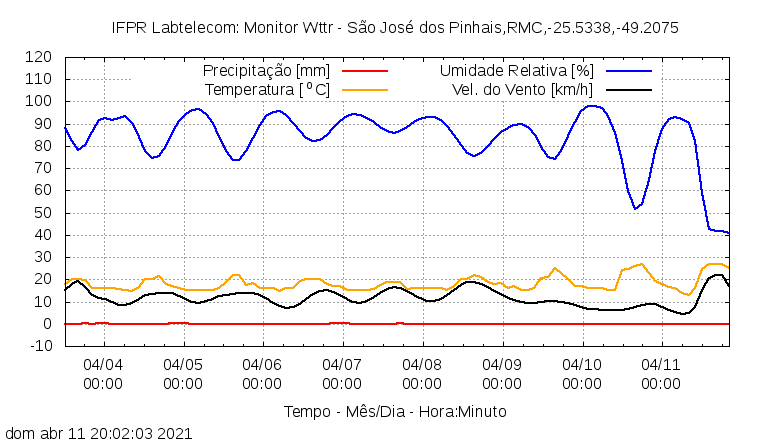 IFPR Labtelecom: Monitor Wttr - São José dos Pinhais,RMC,-25.5338,-49.2075
120
110
100
90
80
70
60
50
40
30
20
10
0
-10
Precipitação [mm]
Temperatura [⁰C]
Umidade Relativa [%]
Vel. do Vento [km/h]
04/04 04/05 04/06 04/07 04/08 04/09 04/10 04/11
00:00 00:00 00:00 00:00 00:00 00:00 00:00 00:00
Tempo - Mês/Dia - Hora:Minuto
dom abr 11 20:02:03 2021